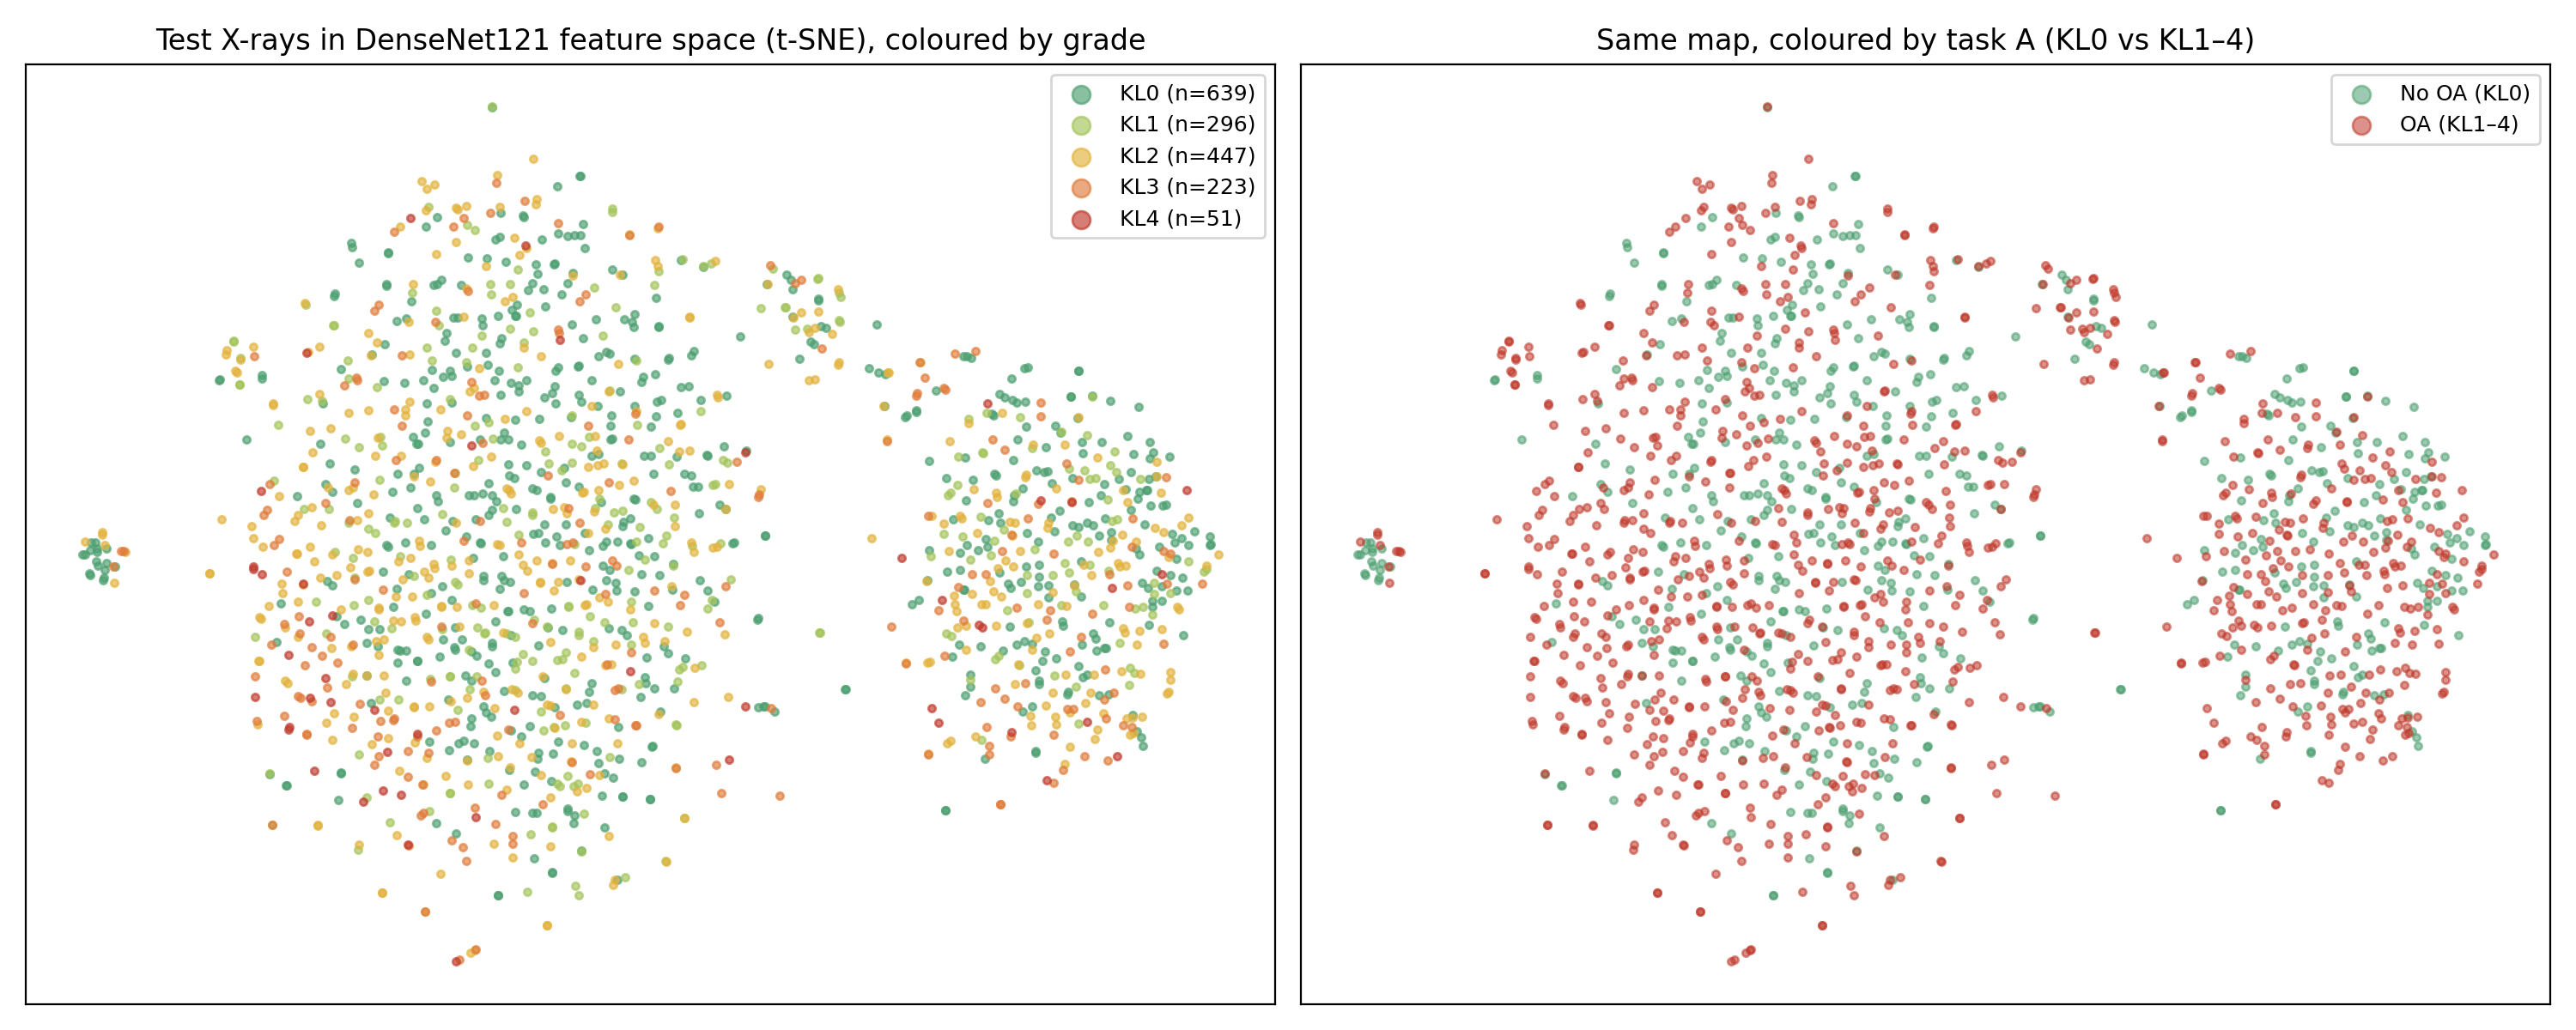 Test X-rays in DenseNet121 feature space (t-SNE), coloured by grade
KL0 (n=639)
KL1 (n=296)
KL2 (n=447)
KL3 (n=223)
KL4 (n=51)
Same map, coloured by task A (KL0 vs KL1–4)
No OA (KL0)
OA (KL1–4)